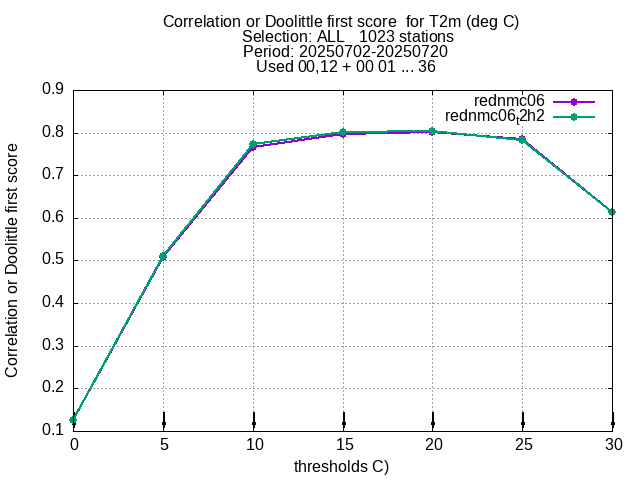 Correlation or Doolittle first score  for T2m (deg C)
Selection: ALL   1023 stations
Period: 20250702-20250720
Used 00,12 + 00 01 ... 36
rednmc06
rednmc06_t2h2
Correlation or Doolittle first score
0.9
0.8
0.7
0.6
0.5
0.4
0.3
0.2
0.1
0 5 10 15 20 25 30
thresholds C)